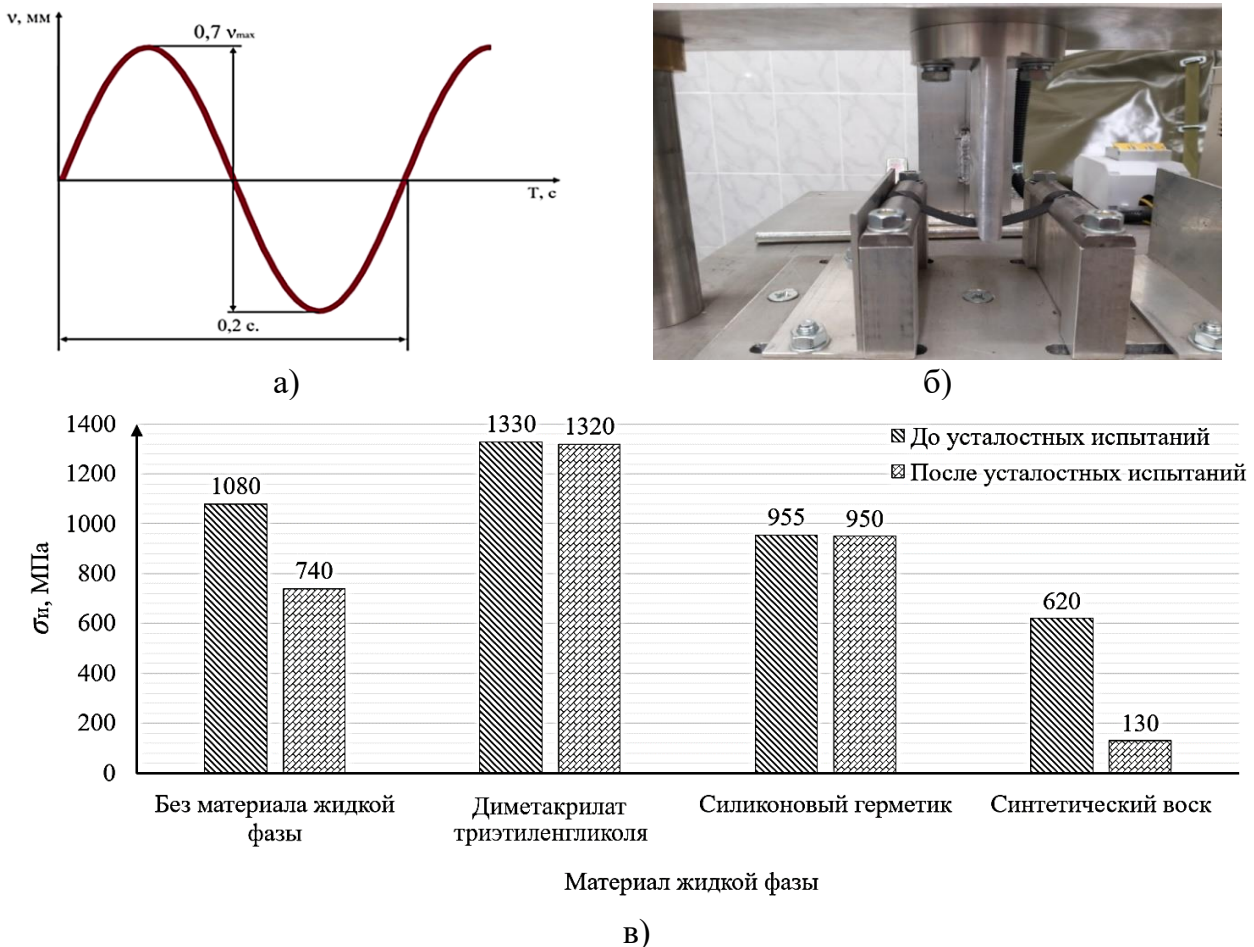 ν, мм
0,7 νmax
T, с
0,2 с.
а)
б)
1400
1200
1000
800
600
400
200
0
σи, МПа
1080
740
1330
1320
955
950
620
130
До усталостных испытаний
После усталостных испытаний
Без материала жидкой
фазы
Диметакрилат
триэтиленгликоля
Силиконовый герметик
Синтетический воск
Материал жидкой фазы
в)